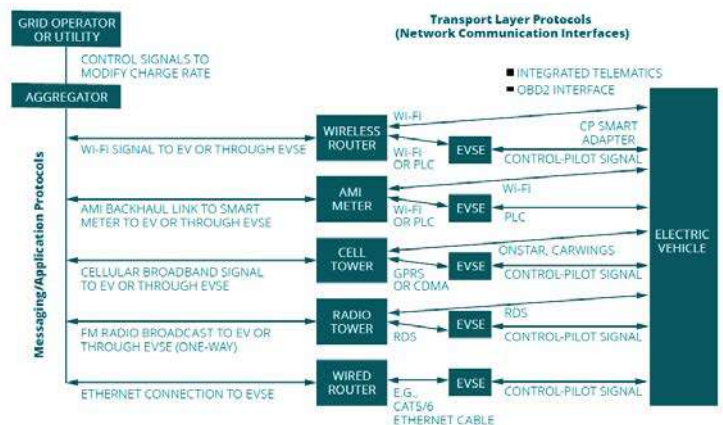 GRID OPERATOR
OR UTILITY
Transport Layer Protocols
(Network Communication Interfaces)
CONTROL SIGNALS TO
MODIFY CHARGE RATE
INTEGRATED TELEMATICS
OBD2 INTERFACE
AGGREGATOR
Messaging/Application Protocols
WI-FI SIGNAL TO EV OR THROUGH EVSE
WIRELESS
ROUTER
WI-FI
WI-FI
OR PLC
EVSE
CP SMART
ADAPTER
CONTROL-PILOT SIGNAL
AMI BACKHAUL LINK TO SMART
METER TO EV OR THROUGH EVSE
AMI
METER
WI-FI
WI-FI
OR PLC
EVSE
PLC
ELECTRIC
VEHICLE
CELLULAR BROADBAND SIGNAL
TO EV OR THROUGH EVSE
CELL
TOWER
ONSTAR, CARWINGS
GPRS
OR CDMA
EVSE
CONTROL-PILOT SIGNAL
FM RADIO BROADCAST TO EV OR
THROUGH EVSE (ONE-WAY)
RADIO
TOWER
RDS
RDS
EVSE
CONTROL-PILOT SIGNAL
ETHERNET CONNECTION TO EVSE
WIRED
ROUTER
E.G.,
CAT5/6
ETHERNET CABLE
EVSE
CONTROL-PILOT SIGNAL